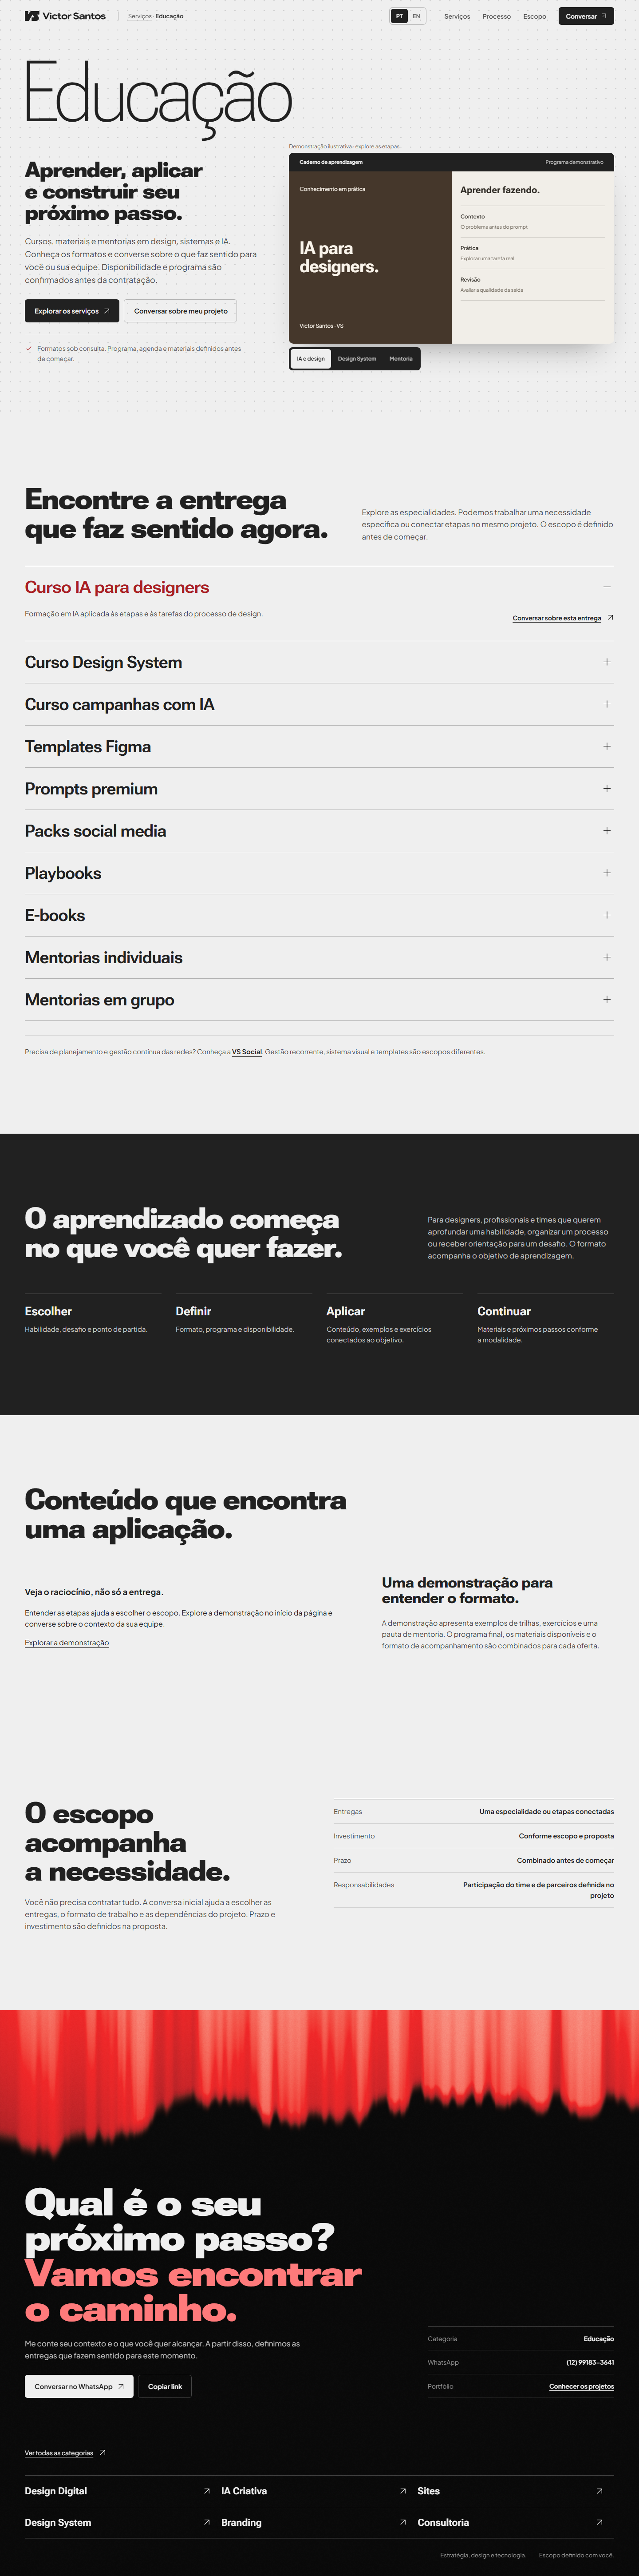 VS Victor Santos
Serviços · Educação
PT EN
Serviços Processo Escopo
Conversar
Educação
Aprender, aplicar
e construir seu
próximo passo.
Cursos, materiais e mentorias em design, sistemas e IA.
Conheça os formatos e converse sobre o que faz sentido para
você ou sua equipe. Disponibilidade e programa são
confirmados antes da contratação.
Explorar os serviços
Conversar sobre meu projeto
Formatos sob consulta. Programa, agenda e materiais definidos antes
de começar.
Demonstração ilustrativa · explore as etapas.
Caderno de aprendizagem
Programa demonstrativo
Conhecimento em prática
IA para
designers.
Victor Santos · VS
Aprender fazendo.
Contexto
O problema antes do prompt
Prática
Explorar uma tarefa real
Revisão
Avaliar a qualidade da saída
IA e design
Design System
Mentoria
Encontre a entrega
que faz sentido agora.
Explore as especialidades. Podemos trabalhar uma necessidade
específica ou conectar etapas no mesmo projeto. O escopo é definido
antes de começar.
Curso IA para designers
Formação em IA aplicada às etapas e às tarefas do processo de design.
Conversar sobre esta entrega
Curso Design System
Curso campanhas com IA
Templates Figma
Prompts premium
Packs social media
Playbooks
E-books
Mentorias individuais
Mentorias em grupo
Precisa de planejamento e gestão contínua das redes? Conheça a VS Social. Gestão recorrente, sistema visual e templates são escopos diferentes.
O aprendizado começa
no que você quer fazer.
Para designers, profissionais e times que querem
aprofundar uma habilidade, organizar um processo
ou receber orientação para um desafio. O formato
acompanha o objetivo de aprendizagem.
Escolher
Habilidade, desafio e ponto de partida.
Definir
Formato, programa e disponibilidade.
Aplicar
Conteúdo, exemplos e exercícios
conectados ao objetivo.
Continuar
Materiais e próximos passos conforme
a modalidade.
Conteúdo que encontra
uma aplicação.
Veja o raciocínio, não só a entrega.
Entender as etapas ajuda a escolher o escopo. Explore a demonstração no início da página e
converse sobre o contexto da sua equipe.
Explorar a demonstração
Uma demonstração para
entender o formato.
A demonstração apresenta exemplos de trilhas, exercícios e uma
pauta de mentoria. O programa final, os materiais disponíveis e o
formato de acompanhamento são combinados para cada oferta.
O escopo
acompanha
a necessidade.
Você não precisa contratar tudo. A conversa inicial ajuda a escolher as
entregas, o formato de trabalho e as dependências do projeto. Prazo e
investimento são definidos na proposta.
Entregas Uma especialidade ou etapas conectadas
Investimento Conforme escopo e proposta
Prazo Combinado antes de começar
Responsabilidades Participação do time e de parceiros definida no
projeto
Qual é o seu
próximo passo?
Vamos encontrar
o caminho.
Me conte seu contexto e o que você quer alcançar. A partir disso, definimos as
entregas que fazem sentido para este momento.
Conversar no WhatsApp
Copiar link
Categoria Educação
WhatsApp (12) 99183-3641
Portfólio Conhecer os projetos
Ver todas as categorias
Design Digital
IA Criativa
Sites
Design System
Branding
Consultoria
Estratégia, design e tecnologia. Escopo definido com você.